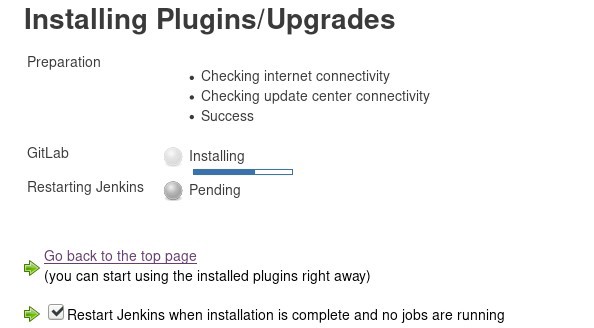 Installing Plugins/Upgrades
Preparation
Checking internet connectivity
Checking update center connectivity
Success
GitLab Installing
Restarting Jenkins Pending
Go back to the top page
(you can start using the installed plugins right away)
Restart Jenkins when installation is complete and no jobs are running